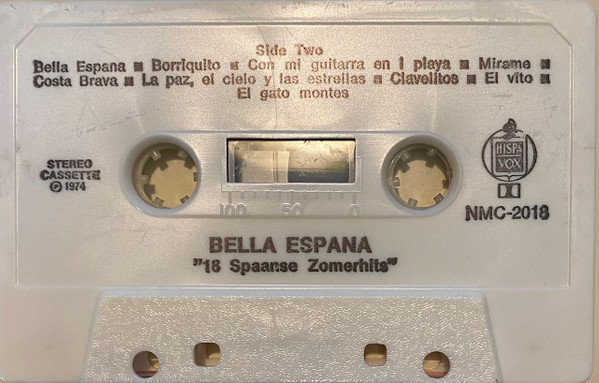 Side Two
Bella Espana ■ Borriquito ■ Con mi guitarra en 1 playa ■ Mirame ■
Costa Brava ■ La paz, el cielo y las estrellas ■ Clavelitos ■ El vito ■
El gato montes
STEREO
CASSETTE
℗ 1974
HISPA
VOX
NMC-2018
100 50 0
BELLA ESPANA
"18 Spaanse Zomerhits"